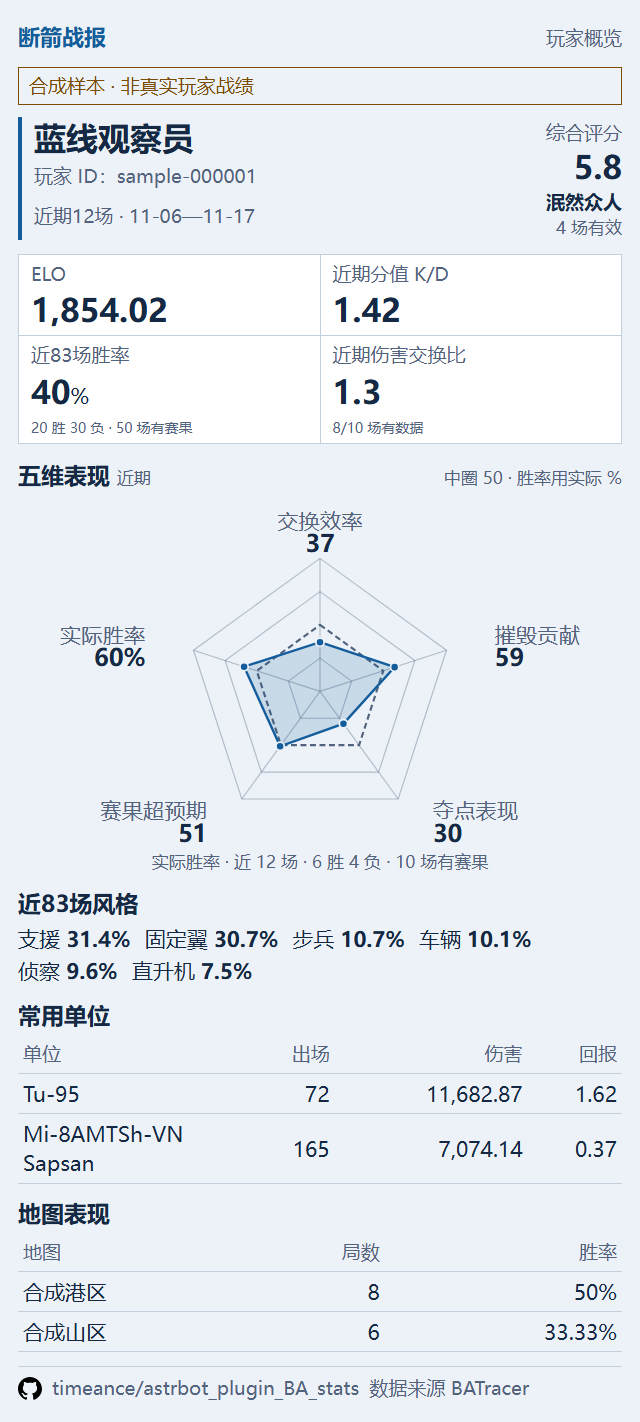 断箭战报
玩家概览
合成样本 · 非真实玩家战绩
蓝线观察员
玩家 ID：sample-000001
近期12场 · 11-06—11-17
综合评分
5.8
泯然众人
4 场有效
ELO
1,854.02
近期分值 K/D
1.42
近83场胜率
40%
20 胜 30 负 · 50 场有赛果
近期伤害交换比
1.3
8/10 场有数据
五维表现 近期
中圈 50 · 胜率用实际 %
交换效率
37
实际胜率
60%
摧毁贡献
59
赛果超预期
51
夺点表现
30
实际胜率 · 近 12 场 · 6 胜 4 负 · 10 场有赛果
近83场风格
支援 31.4% 固定翼 30.7% 步兵 10.7% 车辆 10.1%
侦察 9.6% 直升机 7.5%
常用单位
单位 出场 伤害 回报
Tu-95 72 11,682.87 1.62
Mi-8AMTSh-VN
Sapsan 165 7,074.14 0.37
地图表现
地图 局数 胜率
合成港区 8 50%
合成山区 6 33.33%
timeance/astrbot_plugin_BA_stats 数据来源 BATracer